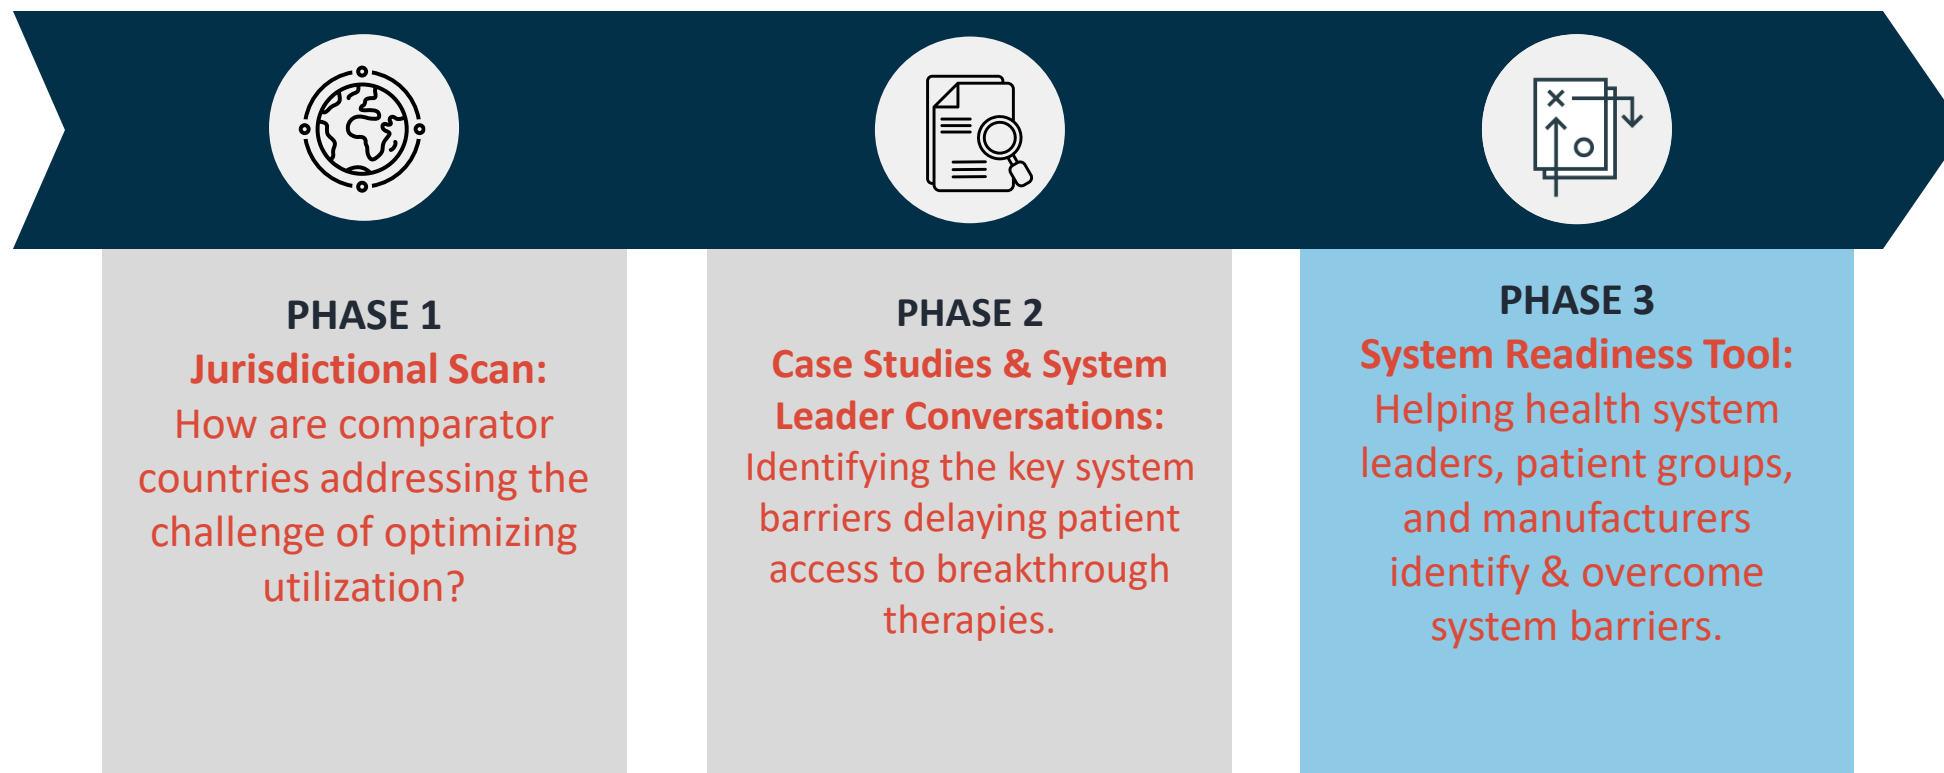 PHASE 1
Jurisdictional Scan:
How are comparator
countries addressing the
challenge of optimizing
utilization?
PHASE 2
Case Studies & System
Leader Conversations:
Identifying the key system
barriers delaying patient
access to breakthrough
therapies.
PHASE 3
System Readiness Tool:
Helping health system
leaders, patient groups,
and manufacturers
identify & overcome
system barriers.